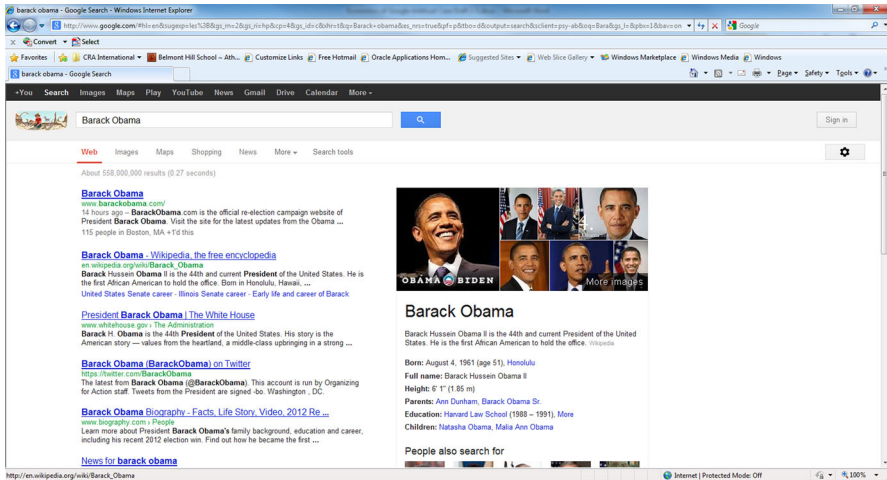 barack obama - Google Search - Windows Internet Explorer
Convert Select
Favorites CRA International Belmont Hill School – Ath... Customize Links Free Hotmail Oracle Applications Hom... Suggested Sites Web Slice Gallery Windows Marketplace Windows Media Windows
barack obama - Google Search
Page Safety Tools
+You Search Images Maps Play YouTube News Gmail Drive Calendar More
Barack Obama
Sign in
Web Images Maps Shopping News More Search tools
About 558,000,000 results (0.27 seconds)
Barack Obama
www.barackobama.com/
14 hours ago – BarackObama.com is the official re-election campaign website of
President Barack Obama. Visit the site for the latest updates from the Obama ...
115 people in Boston, MA +1'd this
Barack Obama - Wikipedia, the free encyclopedia
en.wikipedia.org/wiki/Barack_Obama
Barack Hussein Obama II is the 44th and current President of the United States. He is
the first African American to hold the office. Born in Honolulu, Hawaii, ...
United States Senate career - Illinois Senate career - Early life and career of Barack
President Barack Obama | The White House
www.whitehouse.gov › The Administration
Barack H. Obama is the 44th President of the United States. His story is the
American story — values from the heartland, a middle-class upbringing in a strong ...
Barack Obama (BarackObama) on Twitter
https://twitter.com/BarackObama
The latest from Barack Obama (@BarackObama). This account is run by Organizing
for Action staff. Tweets from the President are signed -bo. Washington , DC.
Barack Obama Biography - Facts, Life Story, Video, 2012 Re ...
www.biography.com › People
Learn more about President Barack Obama's family background, education and career,
including his recent 2012 election win. Find out how he became the first ...
News for barack obama
OBAMA BIDEN
More images
Barack Obama
Barack Hussein Obama II is the 44th and current President of the United
States. He is the first African American to hold the office. Wikipedia
Born: August 4, 1961 (age 51), Honolulu
Full name: Barack Hussein Obama II
Height: 6' 1" (1.85 m)
Parents: Ann Dunham, Barack Obama Sr.
Education: Harvard Law School (1988 – 1991), More
Children: Natasha Obama, Malia Ann Obama
People also search for
http://en.wikipedia.org/wiki/Barack_Obama
Internet | Protected Mode: Off
100%